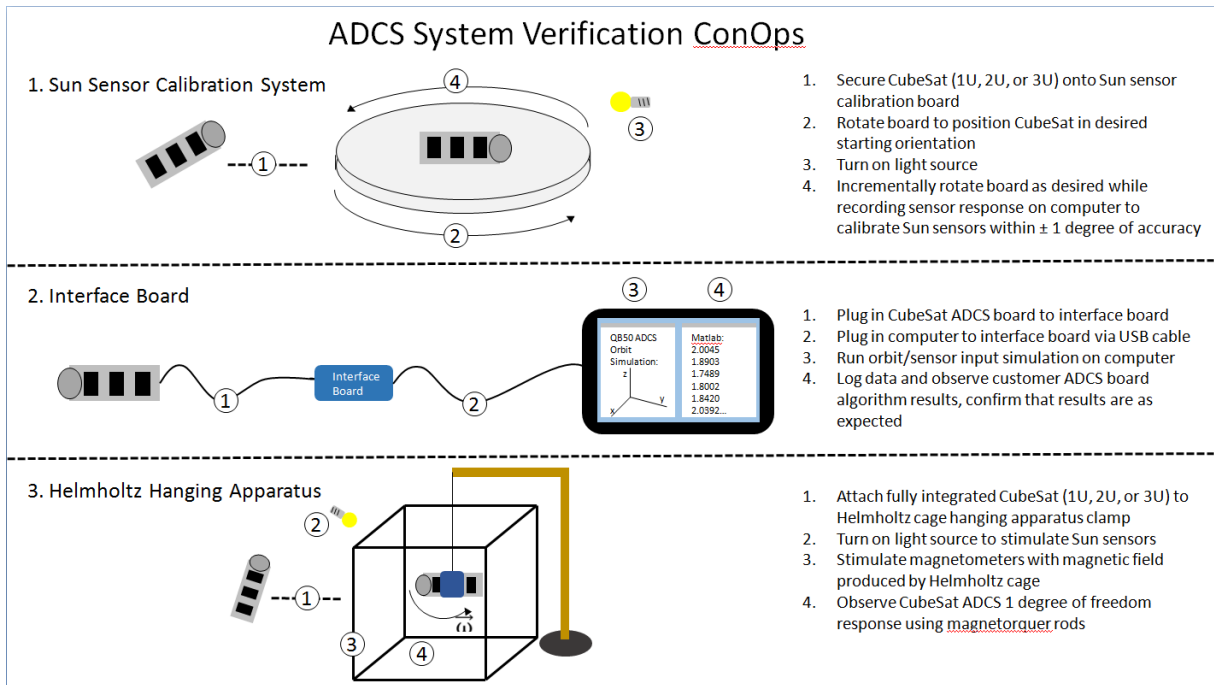 ADCS System Verification ConOps
1. Sun Sensor Calibration System
4
3
1
2
1. Secure CubeSat (1U, 2U, or 3U) onto Sun sensor
calibration board
2. Rotate board to position CubeSat in desired
starting orientation
3. Turn on light source
4. Incrementally rotate board as desired while
recording sensor response on computer to
calibrate Sun sensors within ± 1 degree of accuracy
2. Interface Board
3
4
Interface
Board
1
2
QB50 ADCS
Orbit
Simulation:
z
y
x
Matlab:
2.0045
1.8903
1.7489
1.8002
1.8420
2.0392...
1. Plug in CubeSat ADCS board to interface board
2. Plug in computer to interface board via USB cable
3. Run orbit/sensor input simulation on computer
4. Log data and observe customer ADCS board
algorithm results, confirm that results are as
expected
3. Helmholtz Hanging Apparatus
2
1
3
4
ω
1. Attach fully integrated CubeSat (1U, 2U, or 3U) to
Helmholtz cage hanging apparatus clamp
2. Turn on light source to stimulate Sun sensors
3. Stimulate magnetometers with magnetic field
produced by Helmholtz cage
4. Observe CubeSat ADCS 1 degree of freedom
response using magnetorquer rods